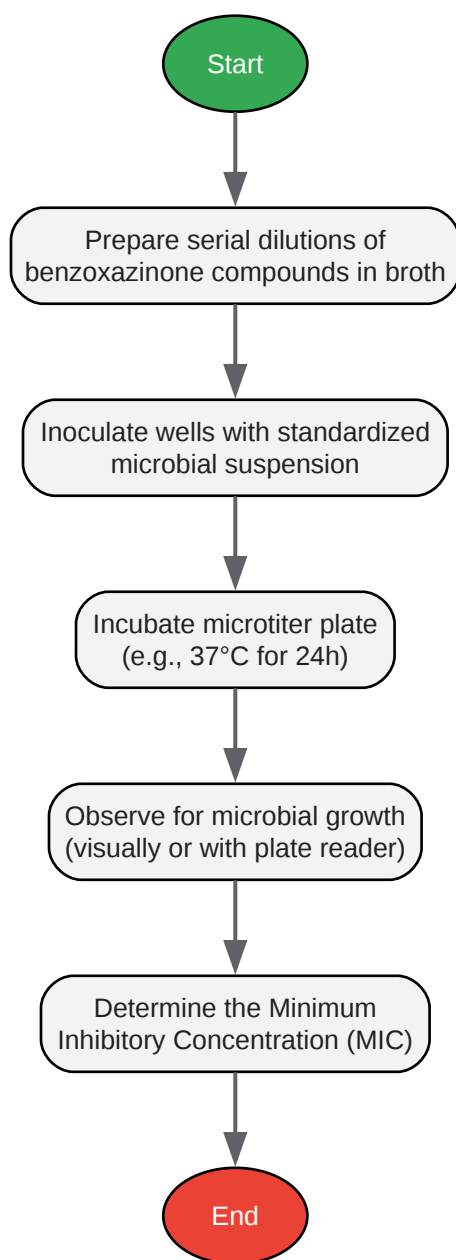 Start
Prepare serial dilutions of
benzoxazinone compounds in broth
Inoculate wells with standardized
microbial suspension
Incubate microtiter plate
(e.g., 37°C for 24h)
Observe for microbial growth
(visually or with plate reader)
Determine the Minimum
Inhibitory Concentration (MIC)
End